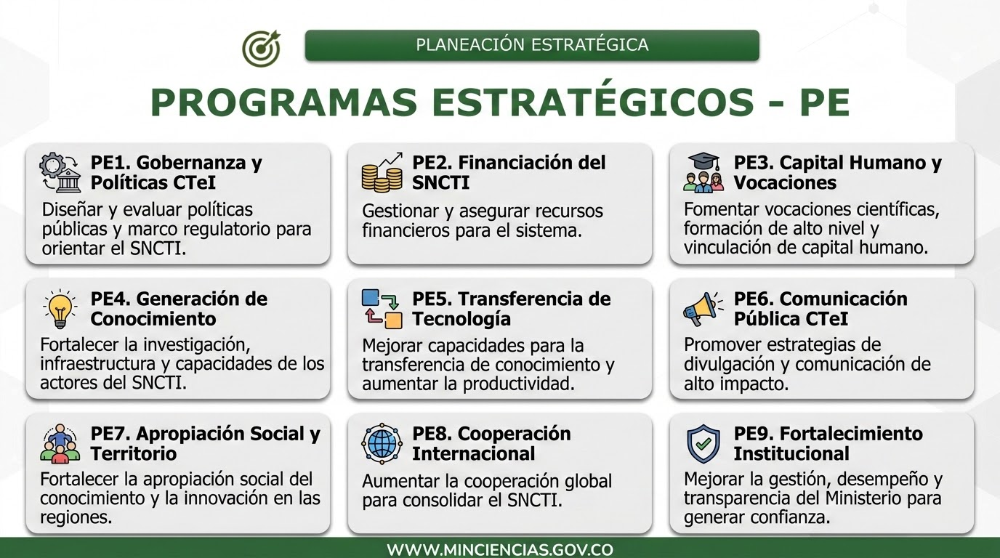 PLANEACIÓN ESTRATÉGICA
PROGRAMAS ESTRATÉGICOS - PE
PE1. Gobernanza y
Políticas CTeI
Diseñar y evaluar políticas
públicas y marco regulatorio para
orientar el SNCTI.
PE2. Financiación del
SNCTI
Gestionar y asegurar recursos
financieros para el sistema.
PE3. Capital Humano y
Vocaciones
Fomentar vocaciones científicas,
formación de alto nivel y
vinculación de capital humano.
PE4. Generación de
Conocimiento
Fortalecer la investigación,
infraestructura y capacidades de los
actores del SNCTI.
PE5. Transferencia de
Tecnología
Mejorar capacidades para la
transferencia de conocimiento y
aumentar la productividad.
PE6. Comunicación
Pública CTeI
Promover estrategias de
divulgación y comunicación de
alto impacto.
PE7. Apropiación Social y
Territorio
Fortalecer la apropiación social del
conocimiento y la innovación en las
regiones.
PE8. Cooperación
Internacional
Aumentar la cooperación global
para consolidar el SNCTI.
PE9. Fortalecimiento
Institucional
Mejorar la gestión, desempeño y
transparencia del Ministerio para
generar confianza.
WWW.MINCIENCIAS.GOV.CO